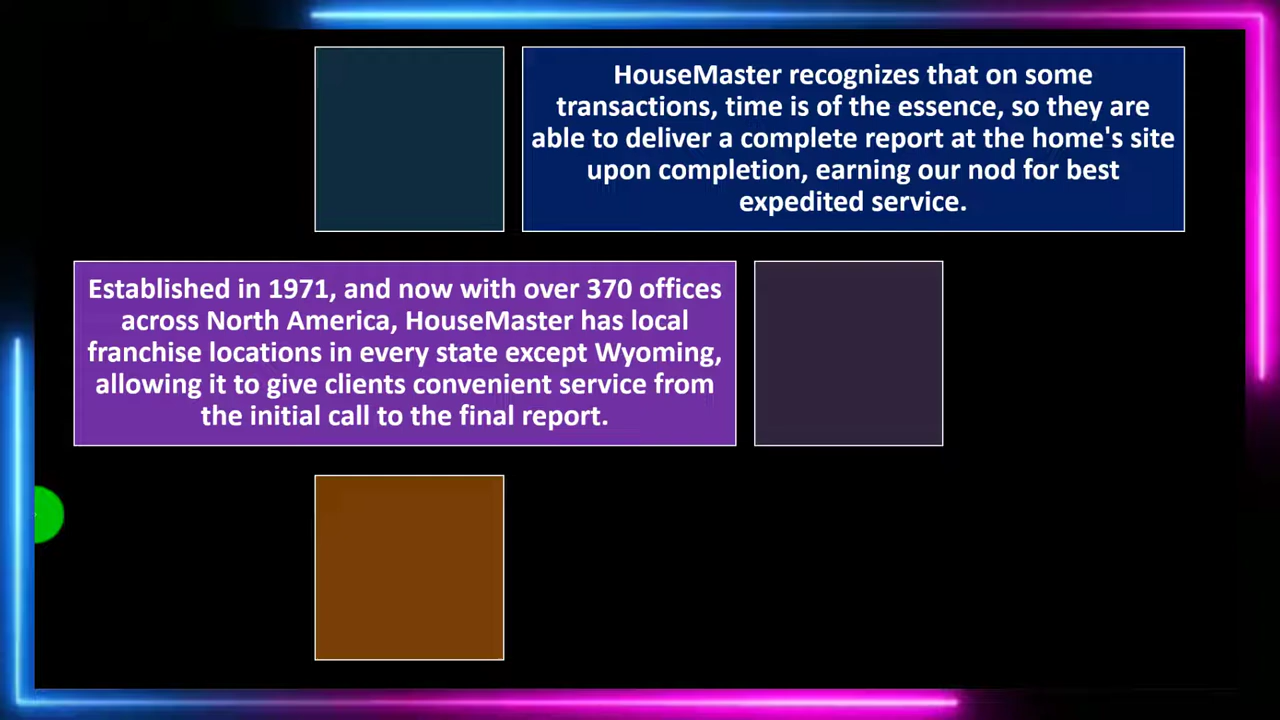 HouseMaster recognizes that on some
transactions, time is of the essence, so they are
able to deliver a complete report at the home's site
upon completion, earning our nod for best
expedited service.
Established in 1971, and now with over 370 offices
across North America, HouseMaster has local
franchise locations in every state except Wyoming,
allowing it to give clients convenient service from
the initial call to the final report.